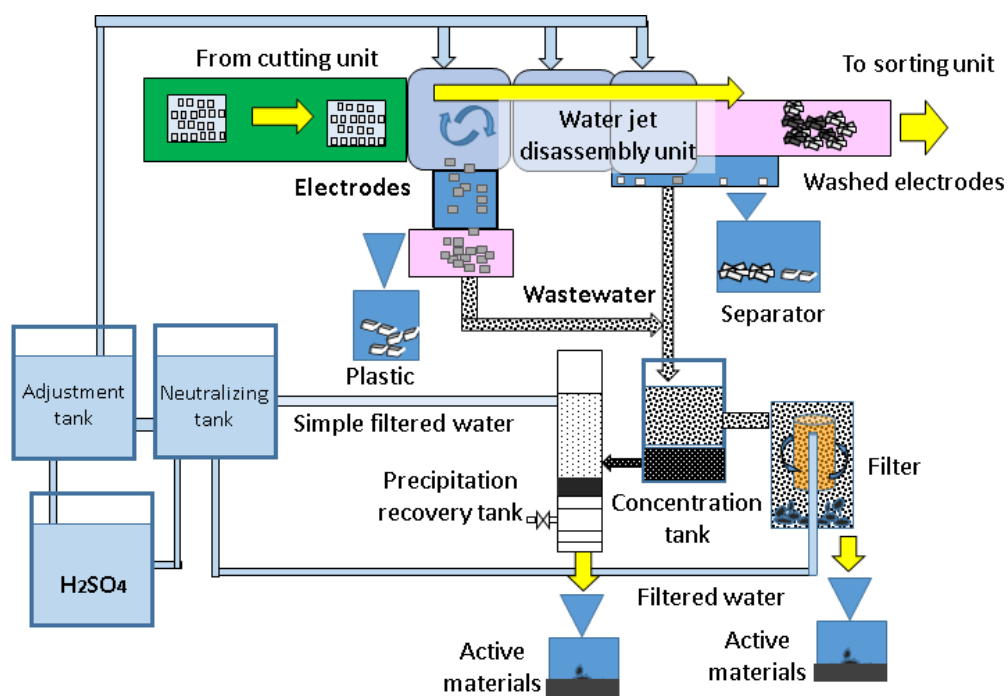 From cutting unit
To sorting unit
Water jet
disassembly unit
Electrodes
Washed electrodes
Wastewater
Separator
Plastic
Adjustment
tank
Neutralizing
tank
Simple filtered water
Filter
Precipitation
recovery tank
Concentration
tank
H2SO4
Filtered water
Active
materials
Active
materials